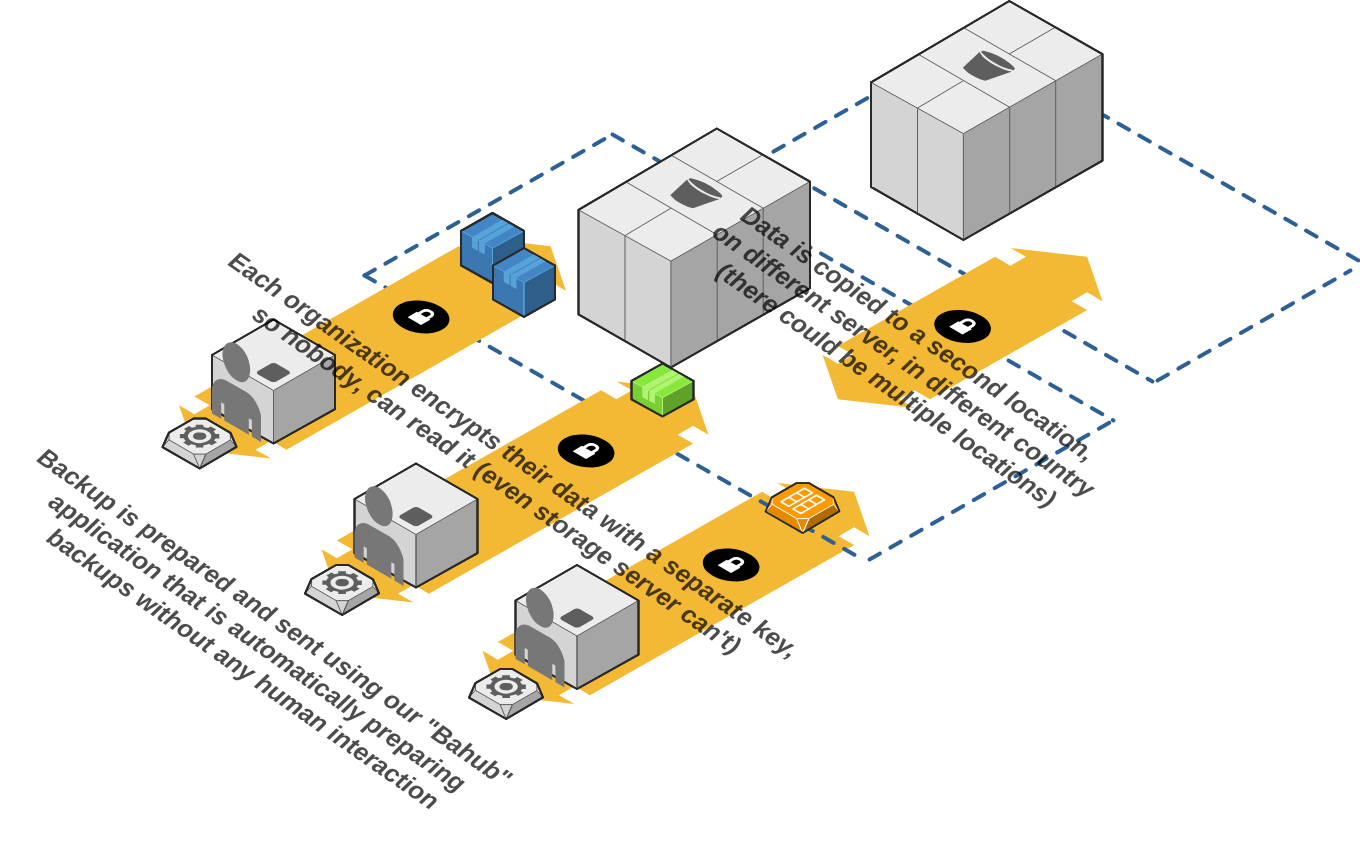 Data is copied to a second location,
on different server, in different country
(there could be multiple locations)
Each organization encrypts their data with a separate key,
so nobody, can read it (even storage server can't)
Backup is prepared and sent using our "Bahub"
application that is automatically preparing
backups without any human interaction